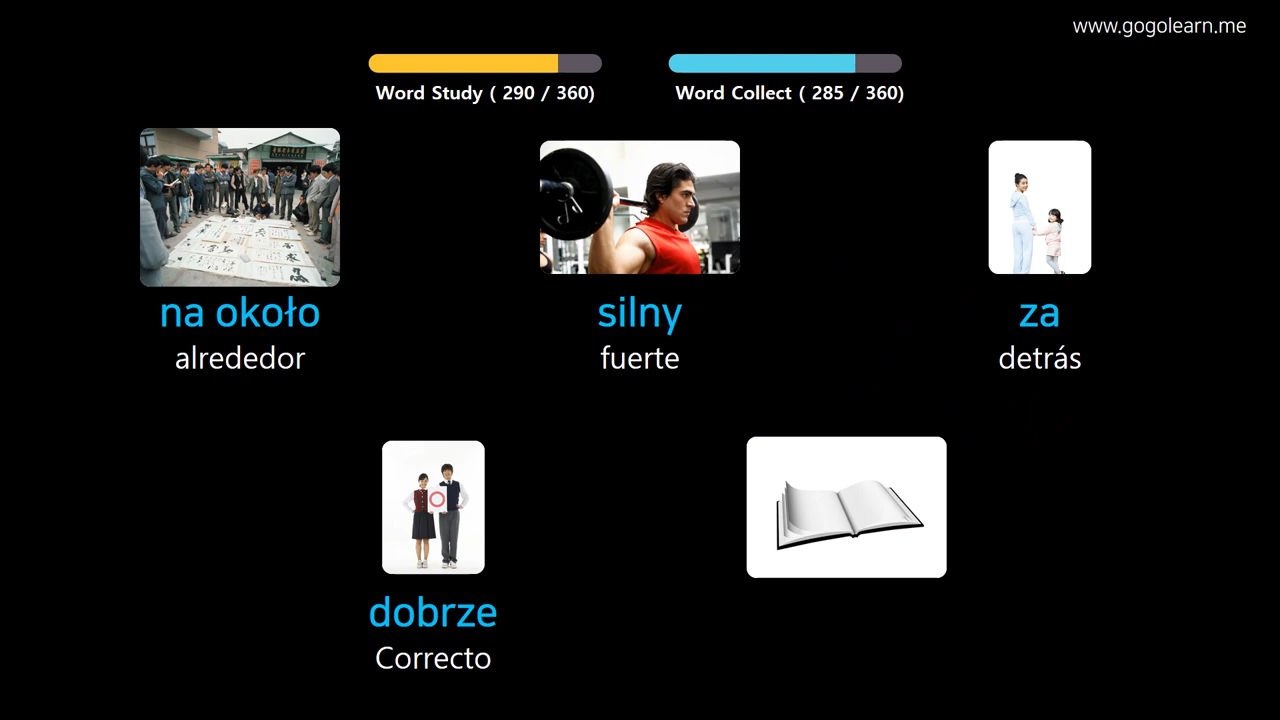 www.gogolearn.me
Word Study ( 290 / 360)
Word Collect ( 285 / 360)
na około
alrededor
silny
fuerte
za
detrás
dobrze
Correcto